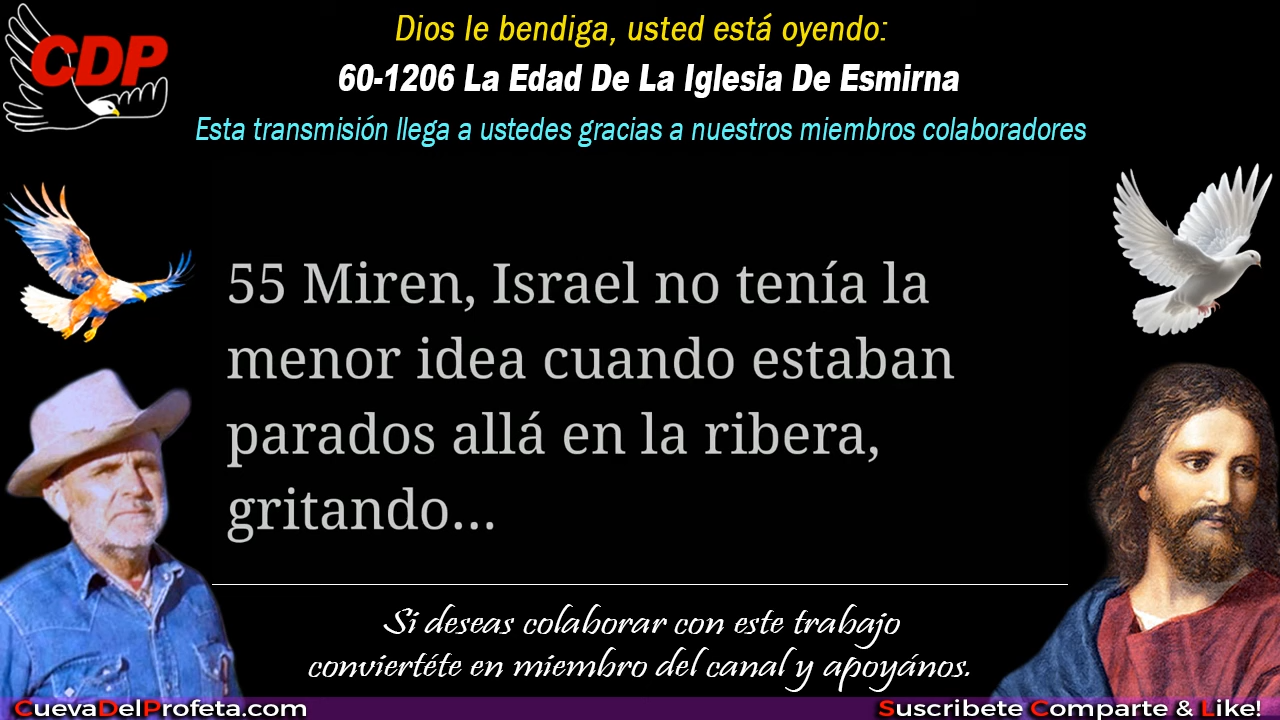 CDP
Dios le bendiga, usted está oyendo:
60-1206 La Edad De La Iglesia De Esmirna
Esta transmisión llega a ustedes gracias a nuestros miembros colaboradores
55 Miren, Israel no tenía la
menor idea cuando estaban
parados allá en la ribera,
gritando...
Si deseas colaborar con este trabajo
conviertéte en miembro del canal y apoyános.
CuevaDelProfeta.com
Suscribete Comparte & Like!